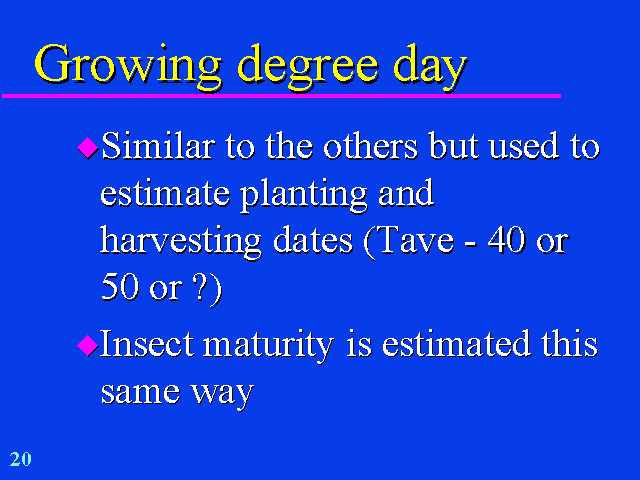 Growing degree day
Similar to the others but used to
estimate planting and
harvesting dates (Tave - 40 or
50 or ?)
Insect maturity is estimated this
same way
20